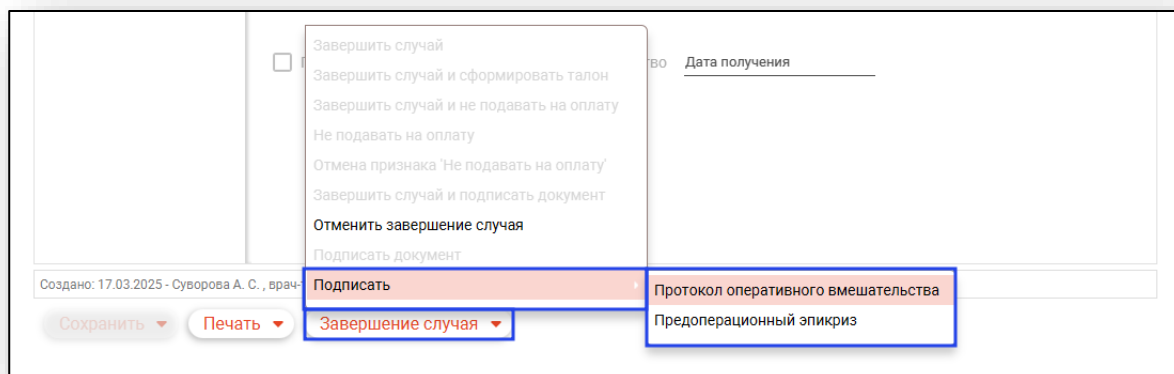 Завершить случай
Завершить случай и сформировать талон
Завершить случай и не подавать на оплату
Не подавать на оплату
Отмена признака 'Не подавать на оплату'
Завершить случай и подписать документ
Отменить завершение случая
Подписать документ
Подписать
Дата получения
Протокол оперативного вмешательства
Предоперационный эпикриз
Создано: 17.03.2025 - Суворова А. С. ,
Сохранить
Печать
Завершение случая